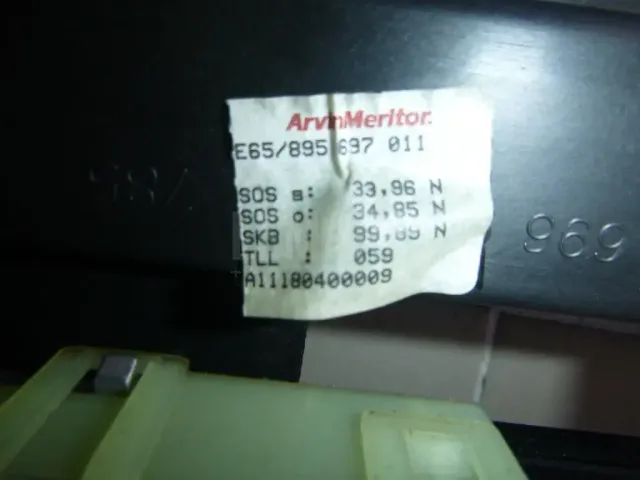 ArvinMeritor.
E65/895 697 011
SOS s: 33,96 N
SOS o: 34,85 N
SKB : 99,89 N
TLL : 059
A11180400009
969